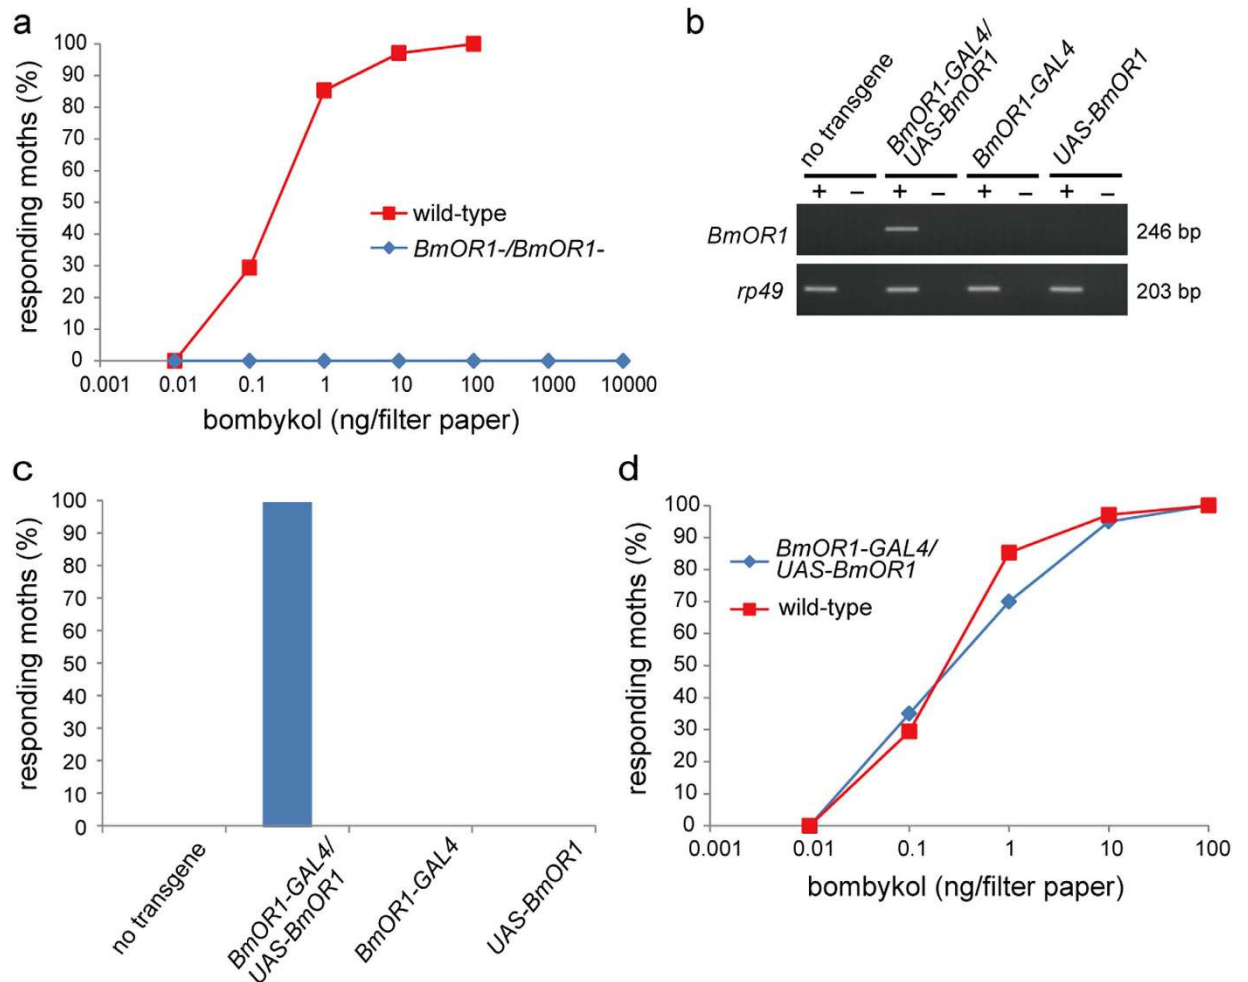 a
100
90
80
70
60
50
40
30
20
10
0
responding moths (%)
wild-type
BmOR1-/BmOR1-
0.001 0.01 0.1 1 10 100 1000 10000
bombykol (ng/filter paper)
b
no transgene
BmOR1-GAL4/
UAS-BmOR1
BmOR1-GAL4
UAS-BmOR1
+ – + – + – + –
BmOR1 246 bp
rp49 203 bp
c
100
90
80
70
60
50
40
30
20
10
0
responding moths (%)
no transgene
BmOR1-GAL4/
UAS-BmOR1
BmOR1-GAL4
UAS-BmOR1
d
100
90
80
70
60
50
40
30
20
10
0
responding moths (%)
BmOR1-GAL4/
UAS-BmOR1
wild-type
0.001 0.01 0.1 1 10 100
bombykol (ng/filter paper)